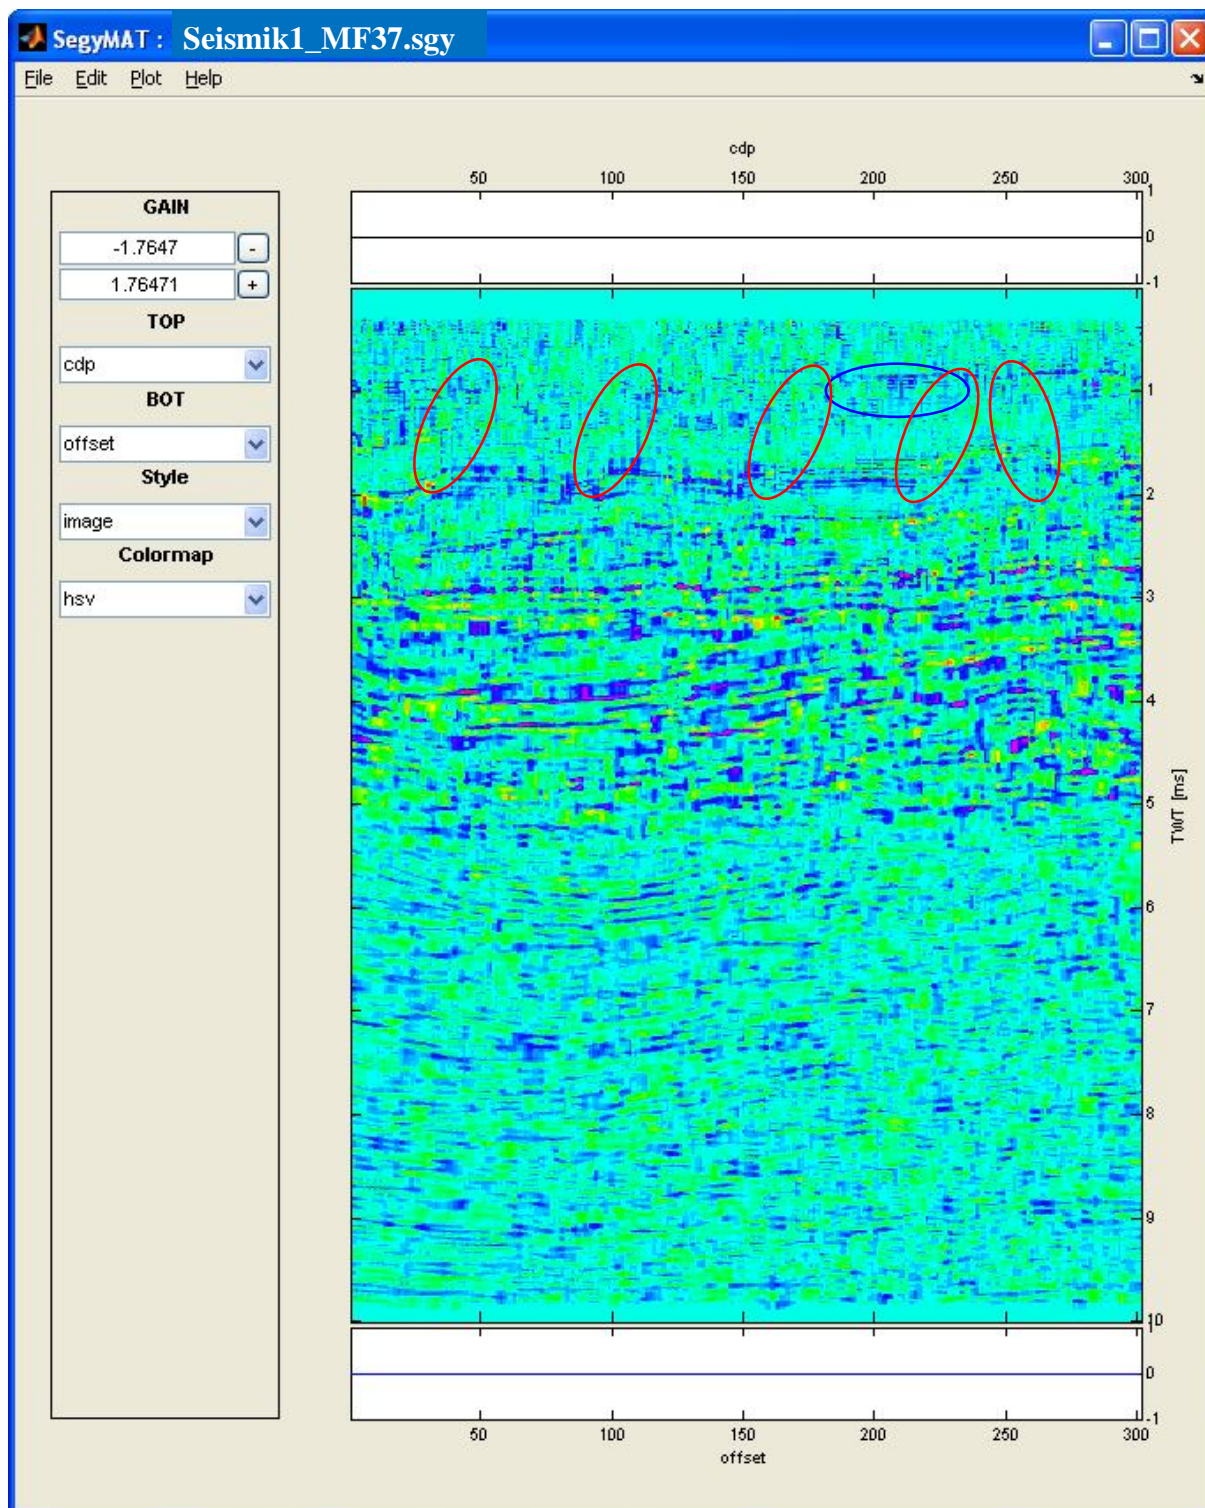 SegyMAT : Seismik1_MF37.sgy
File Edit Plot Help
cdp
50 100 150 200 250 300
1
0
-1
GAIN
-1.7647 -
1.76471 +
TOP
cdp
BOT
offset
Style
image
Colormap
hsv
1
2
3
4
5
6
7
8
9
10
TWT [ms]
1
0
-1
50 100 150 200 250 300
offset